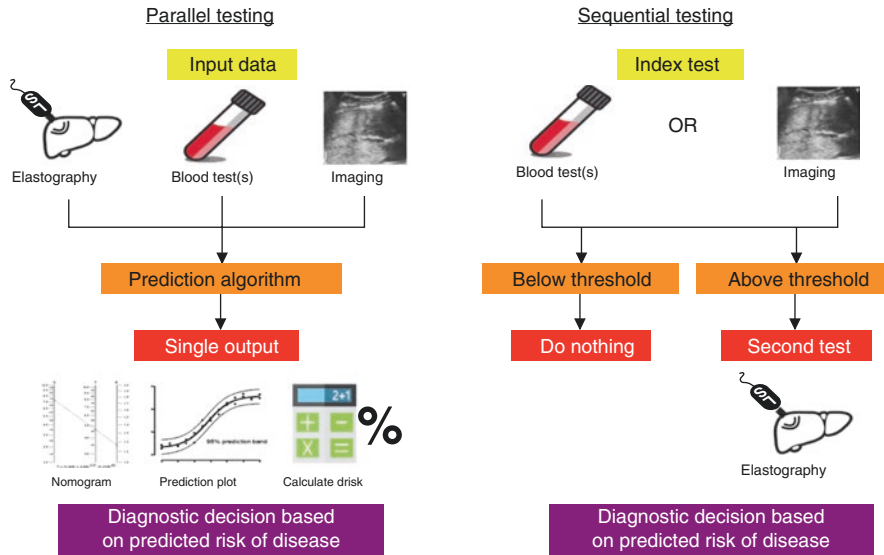 Parallel testing
Input data
Elastography
Blood test(s)
Imaging
Prediction algorithm
Single output
95% prediction band
2+1
+ −
X =
%
Nomogram
Prediction plot
Calculate drisk
Diagnostic decision based
on predicted risk of disease
Sequential testing
Index test
Blood test(s)
OR
Imaging
Below threshold
Above threshold
Do nothing
Second test
Elastography
Diagnostic decision based
on predicted risk of disease